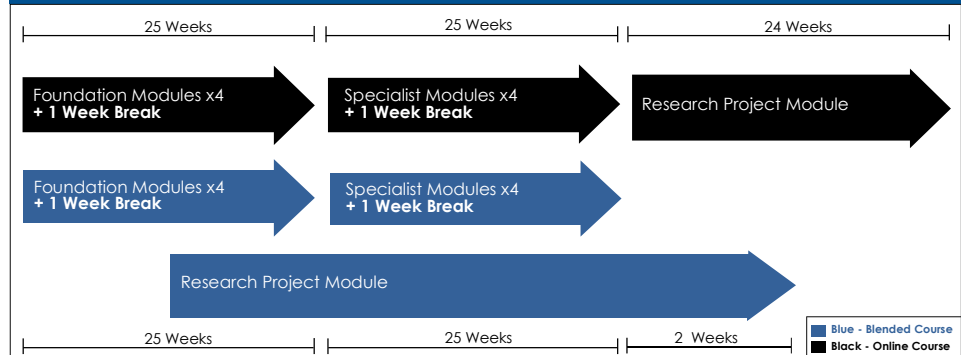 25 Weeks
25 Weeks
24 Weeks
Foundation Modules x4
+ 1 Week Break
Specialist Modules x4
+ 1 Week Break
Research Project Module
Foundation Modules x4
+ 1 Week Break
Specialist Modules x4
+ 1 Week Break
Research Project Module
25 Weeks
25 Weeks
2 Weeks
Blue - Blended Course
Black - Online Course